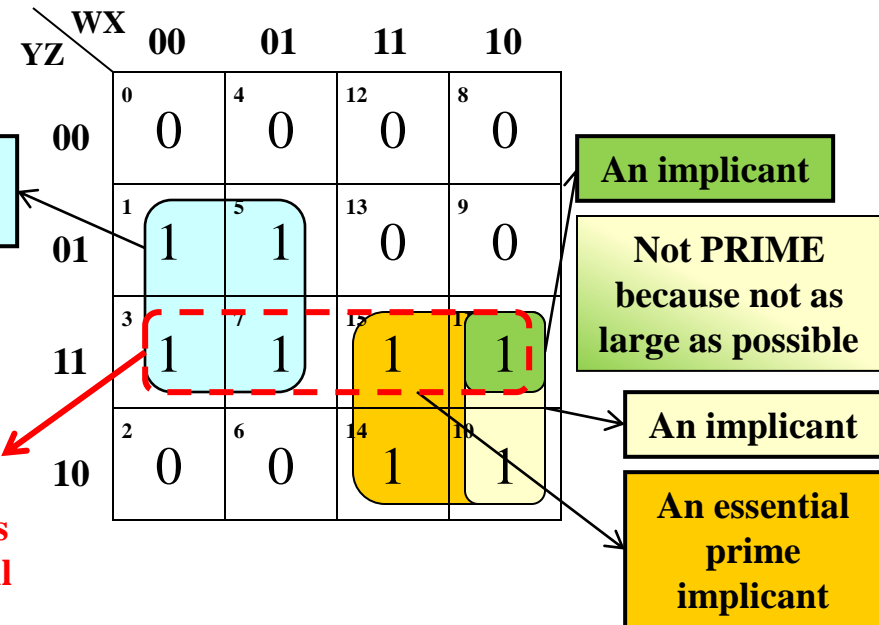 WX
YZ
00 01 11 10
0 4 12 8
00 0 0 0 0
An implicant
1 5 13 9
01 1 1 0 0
Not PRIME
because not as
large as possible
3 7 15
11 1 1 1 1
An implicant
2 6 14 10
10 0 0 1 1
An essential
prime
implicant